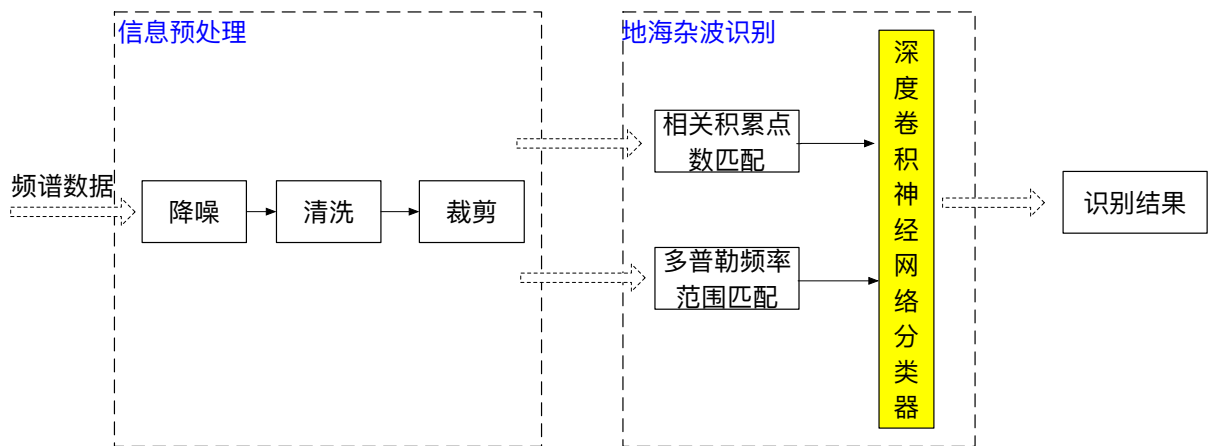 信息预处理
频谱数据
降噪
清洗
裁剪
地海杂波识别
相关积累点
数匹配
多普勒频率
范围匹配
深
度
卷
积
神
经
网
络
分
类
器
识别结果